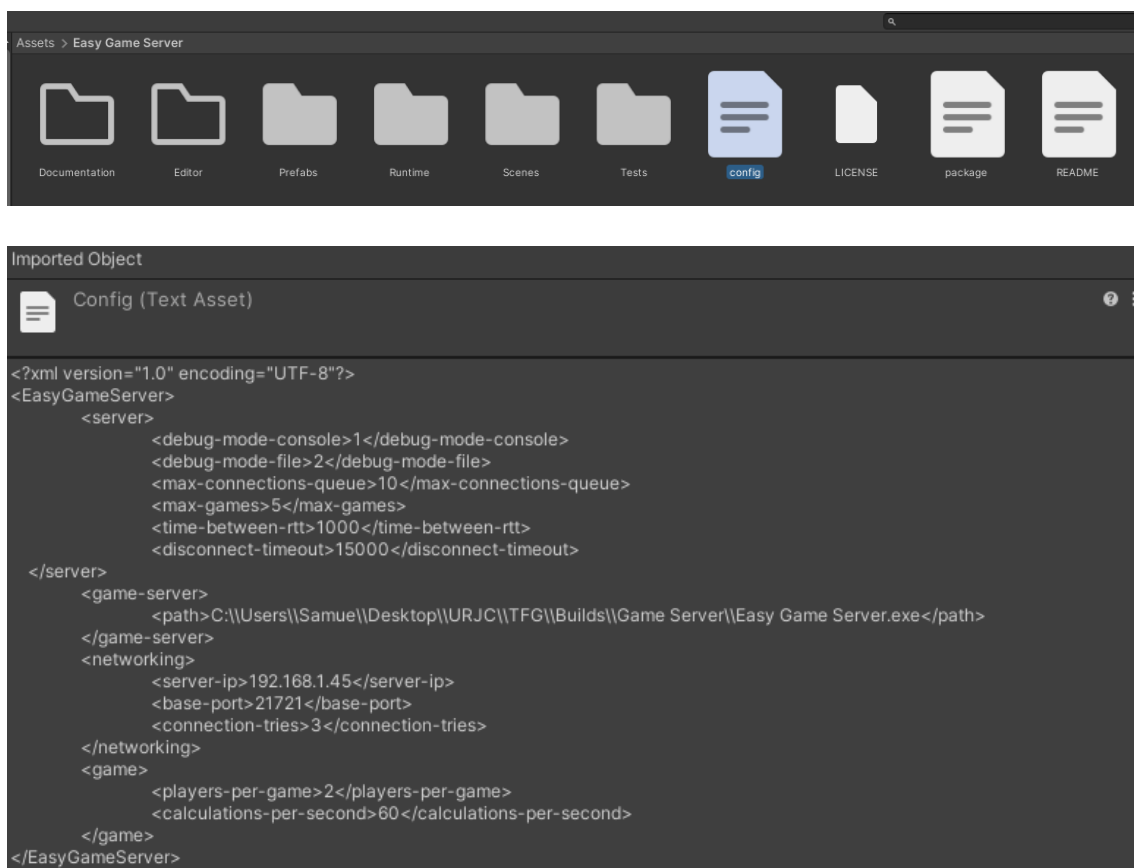 Assets > Easy Game Server
Documentation
Editor
Prefabs
Runtime
Scenes
Tests
config
LICENSE
package
README
Imported Object
Config (Text Asset)
<?xml version="1.0" encoding="UTF-8"?>
<EasyGameServer>
<server>
<debug-mode-console>1</debug-mode-console>
<debug-mode-file>2</debug-mode-file>
<max-connections-queue>10</max-connections-queue>
<max-games>5</max-games>
<time-between-rtt>1000</time-between-rtt>
<disconnect-timeout>15000</disconnect-timeout>
</server>
<game-server>
<path>C:\\Users\\Samue\\Desktop\\URJC\\TFG\\Builds\\Game Server\\Easy Game Server.exe</path>
</game-server>
<networking>
<server-ip>192.168.1.45</server-ip>
<base-port>21721</base-port>
<connection-tries>3</connection-tries>
</networking>
<game>
<players-per-game>2</players-per-game>
<calculations-per-second>60</calculations-per-second>
</game>
</EasyGameServer>